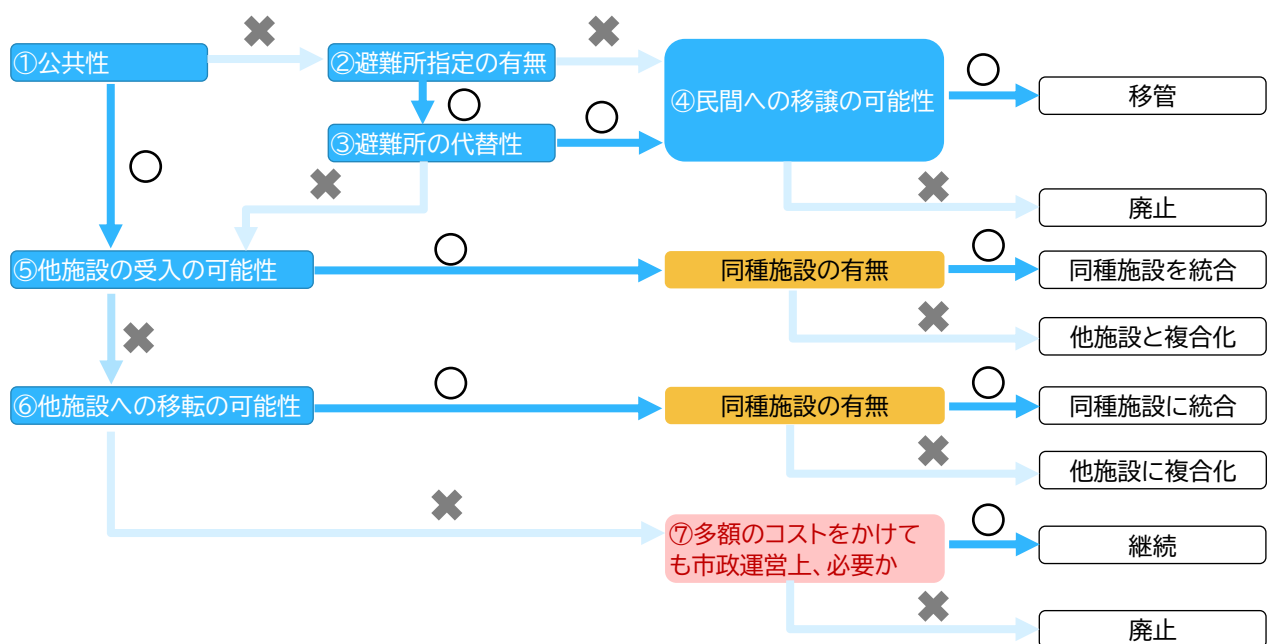 ①公共性
②避難所指定の有無
③避難所の代替性
④民間への移譲の可能性
移管
廃止
⑤他施設の受入の可能性
同種施設の有無
同種施設を統合
他施設と複合化
⑥他施設への移転の可能性
同種施設の有無
同種施設に統合
他施設に複合化
⑦多額のコストをかけて
も市政運営上、必要か
継続
廃止